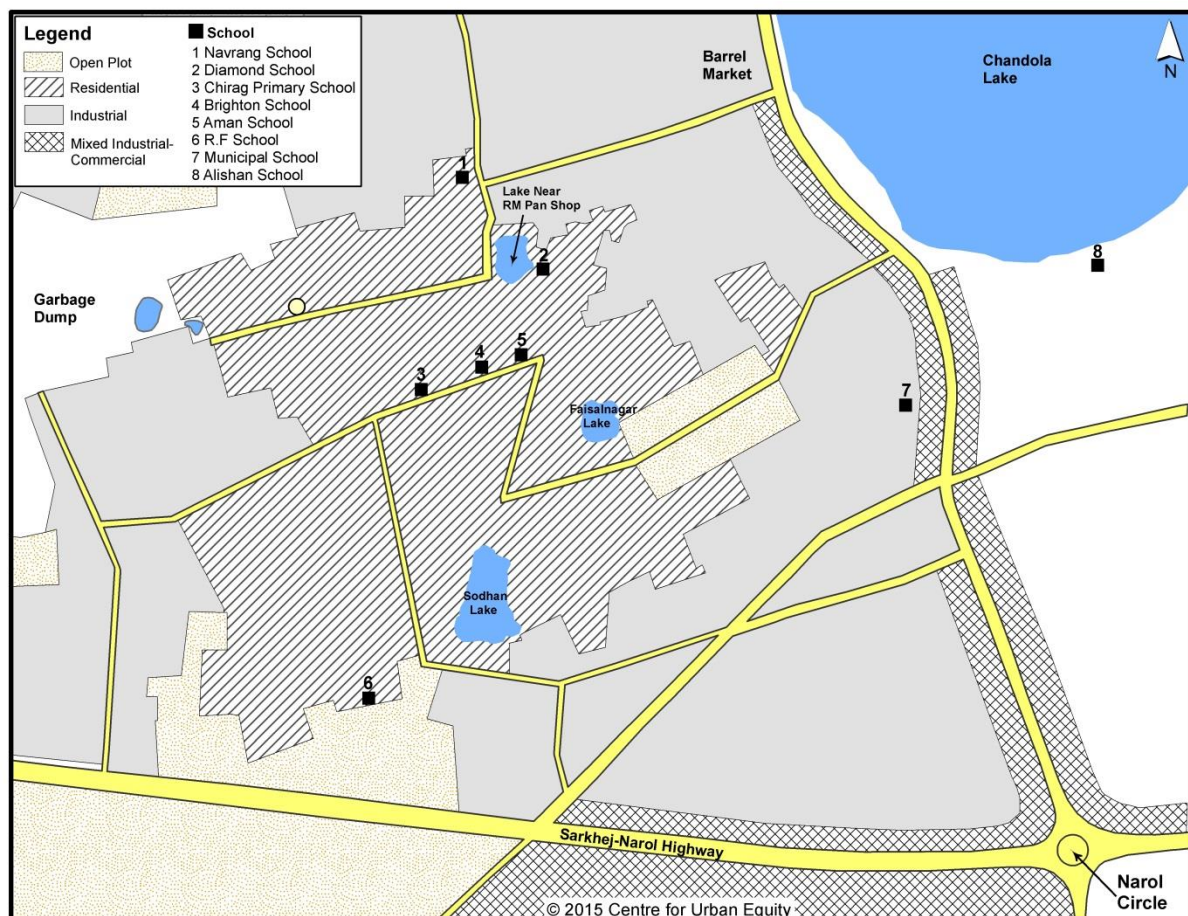 Legend
Open Plot
Residential
Industrial
Mixed Industrial-
Commercial
School
1 Navrang School
2 Diamond School
3 Chirag Primary School
4 Brighton School
5 Aman School
6 R.F School
7 Municipal School
8 Alishan School
Barrel
Market
Chandola
Lake
N
1
Lake Near
RM Pan Shop
2
8
Garbage
Dump
5
4
3
7
Faisalnagar
Lake
Sodhan
Lake
6
Sarkhej-Narol Highway
Narol
Circle
© 2015 Centre for Urban Equity